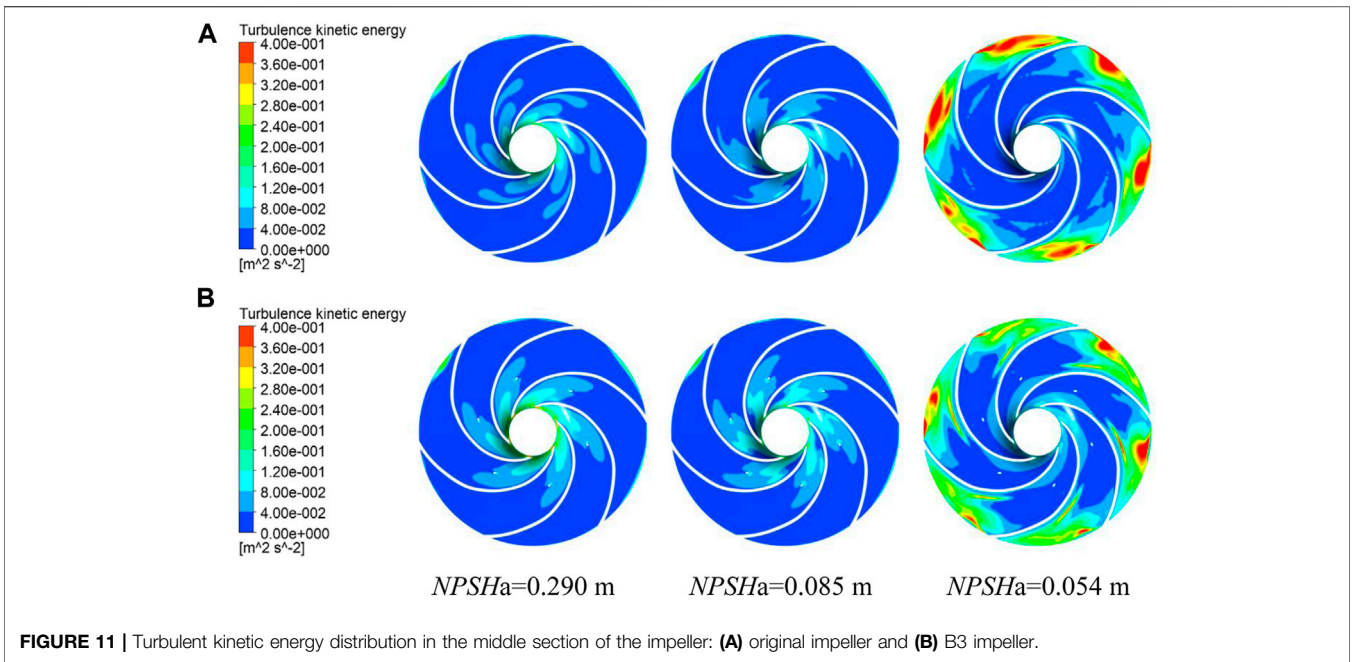 A
Turbulence kinetic energy
4.00e-001
3.60e-001
3.20e-001
2.80e-001
2.40e-001
2.00e-001
1.60e-001
1.20e-001
8.00e-002
4.00e-002
0.00e+000
[m^2 s^-2]
B
Turbulence kinetic energy
4.00e-001
3.60e-001
3.20e-001
2.80e-001
2.40e-001
2.00e-001
1.60e-001
1.20e-001
8.00e-002
4.00e-002
0.00e+000
[m^2 s^-2]
NPSHa=0.290 m NPSHa=0.085 m NPSHa=0.054 m
FIGURE 11 | Turbulent kinetic energy distribution in the middle section of the impeller: (A) original impeller and (B) B3 impeller.